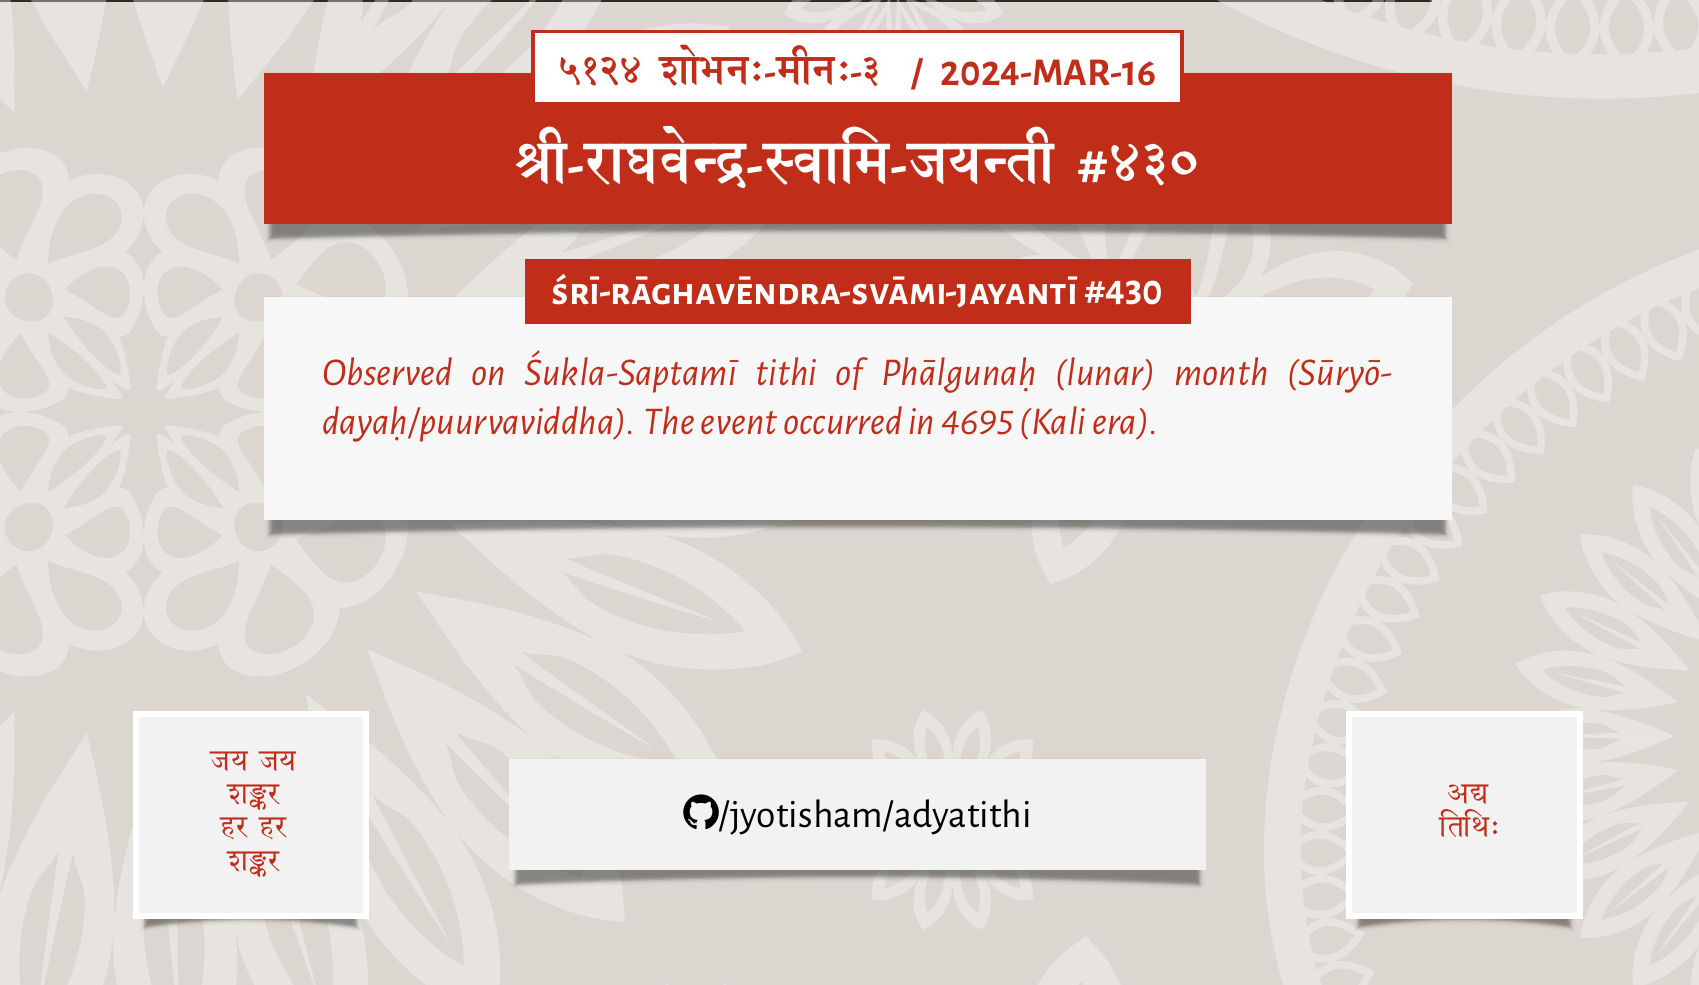 ५१२४ शोभनः-मीनः-३ / 2024-MAR-16
श्री-राघवेन्द्र-स्वामि-जयन्ती #४३०
ŚRĪ-RĀGHAVĒNDRA-SVĀMI-JAYANTĪ #430
Observed on Śukla-Saptamī tithi of Phālgunaḥ (lunar) month (Sūryō-
dayaḥ/puurvaviddha). The event occurred in 4695 (Kali era).
जय जय
शङ्कर
हर हर
शङ्कर
/jyotisham/adyatithi
अद्य
तिथिः